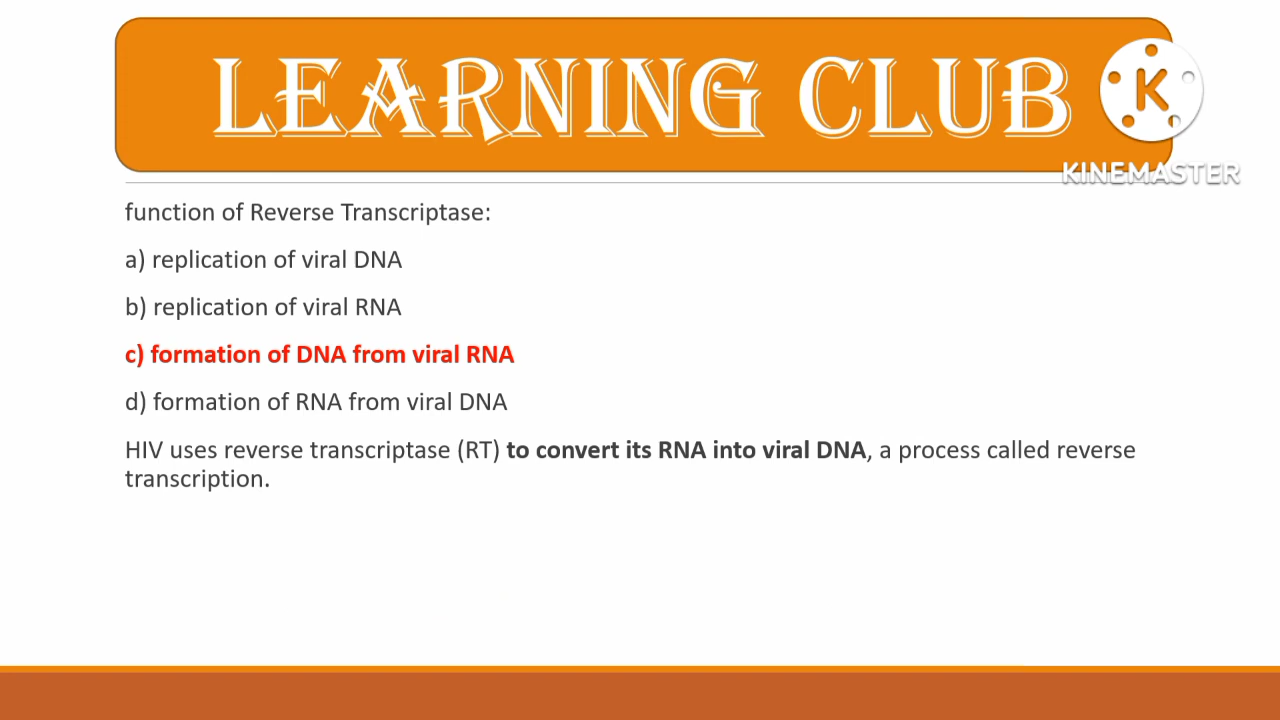 LEARNING CLUB
K
KINEMASTER
function of Reverse Transcriptase:
a) replication of viral DNA
b) replication of viral RNA
c) formation of DNA from viral RNA
d) formation of RNA from viral DNA
HIV uses reverse transcriptase (RT) to convert its RNA into viral DNA, a process called reverse
transcription.